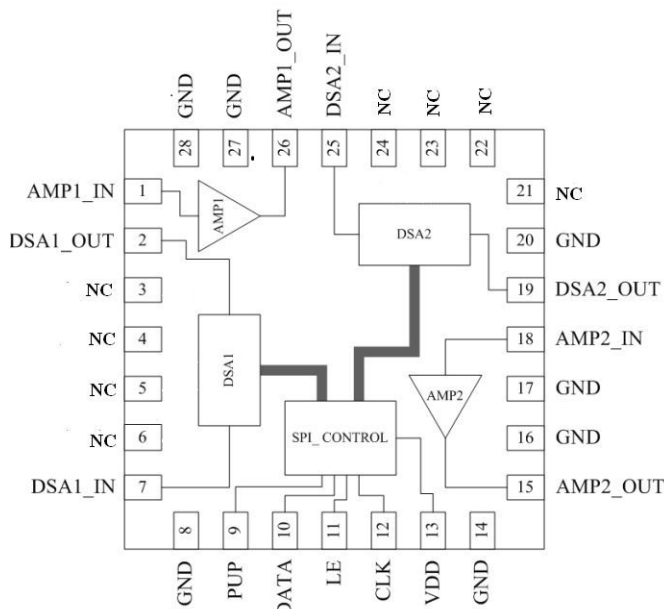 GND
GND
AMP1_OUT
DSA2_IN
NC
NC
NC
28
27
26
25
24
23
22
AMP1_IN
1
AMP1
21
NC
DSA1_OUT
2
DSA2
20
GND
NC
3
19
DSA2_OUT
NC
4
DSA1
18
AMP2_IN
NC
5
AMP2
17
GND
NC
6
SPI_ CONTROL
16
GND
DSA1_IN
7
15
AMP2_OUT
8
9
10
11
12
13
14
GND
PUP
DATA
LE
CLK
VDD
GND